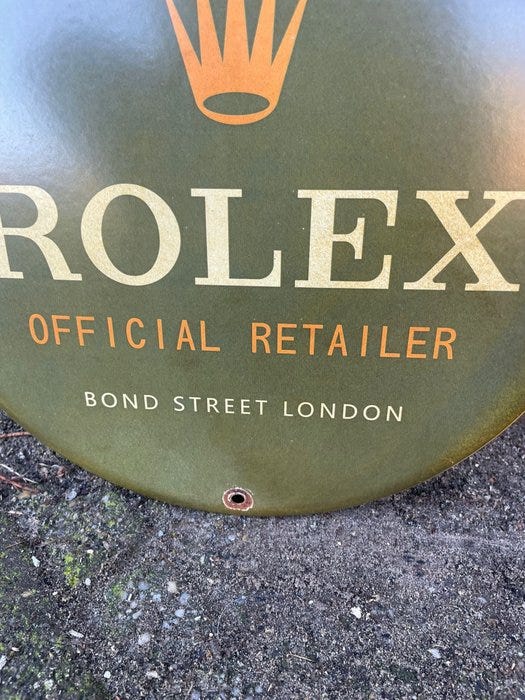 ROLEX
OFFICIAL RETAILER
BOND STREET LONDON